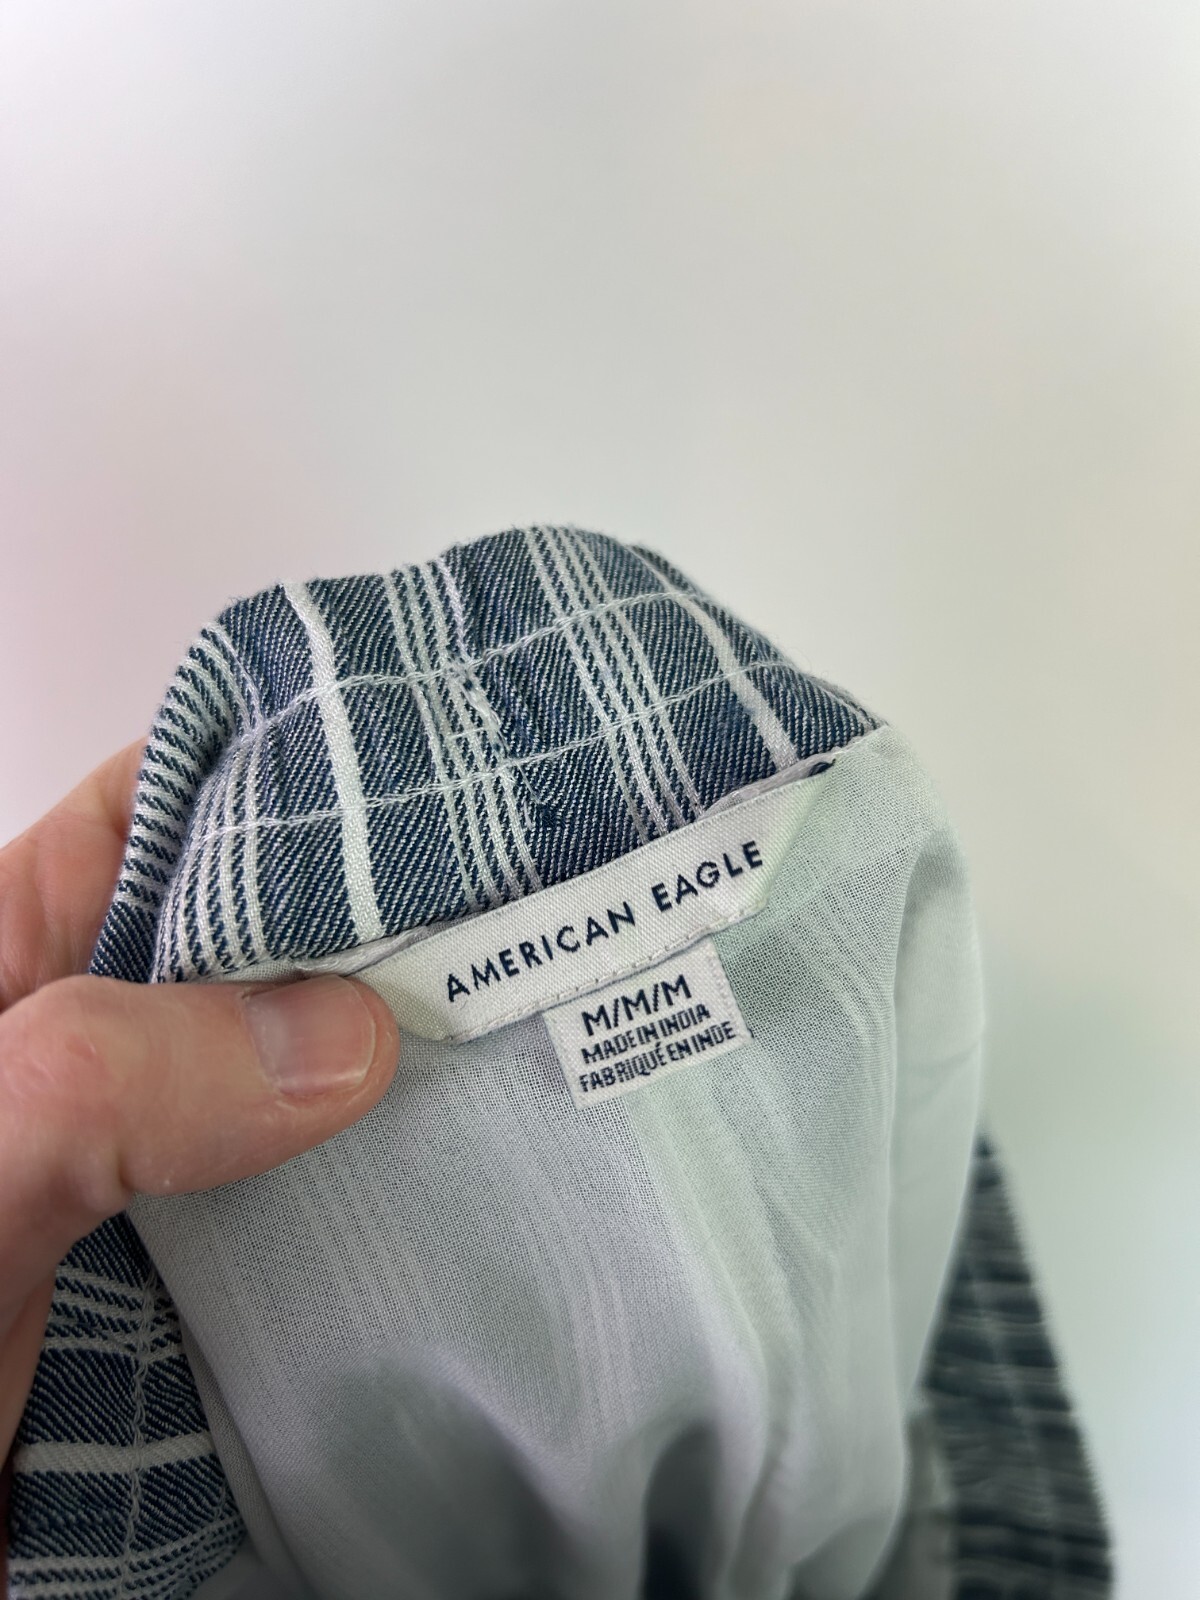 AMERICAN EAGLE
M/M/M
MADE IN INDIA
FABRIQUÉ EN INDE